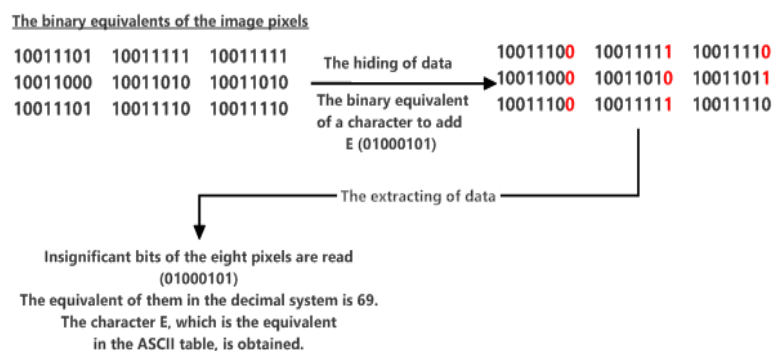 The binary equivalents of the image pixels
10011101 10011111 10011111
10011000 10011010 10011010
10011101 10011110 10011110
The hiding of data
The binary equivalent
of a character to add
E (01000101)
10011100 10011111 10011110
10011000 10011010 10011011
10011100 10011111 10011110
The extracting of data
Insignificant bits of the eight pixels are read
(01000101)
The equivalent of them in the decimal system is 69.
The character E, which is the equivalent
in the ASCII table, is obtained.